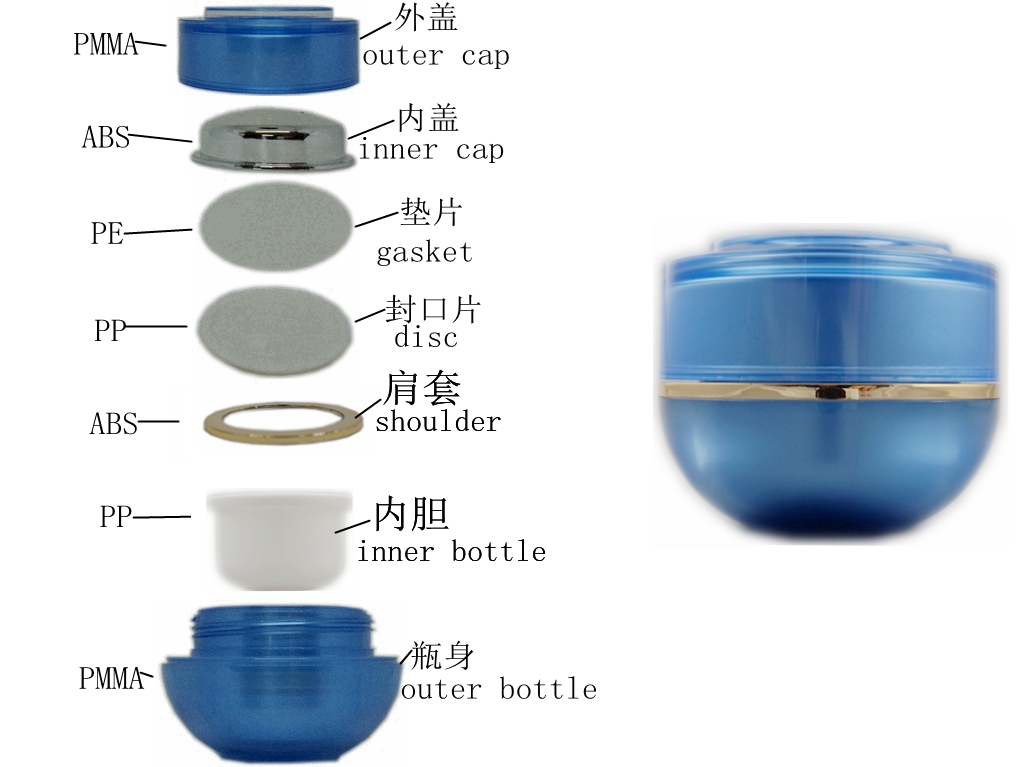 PMMA
外盖
outer cap
ABS
内盖
inner cap
PE
垫片
gasket
PP
封口片
disc
ABS
肩套
shoulder
PP
内胆
inner bottle
PMMA
瓶身
outer bottle